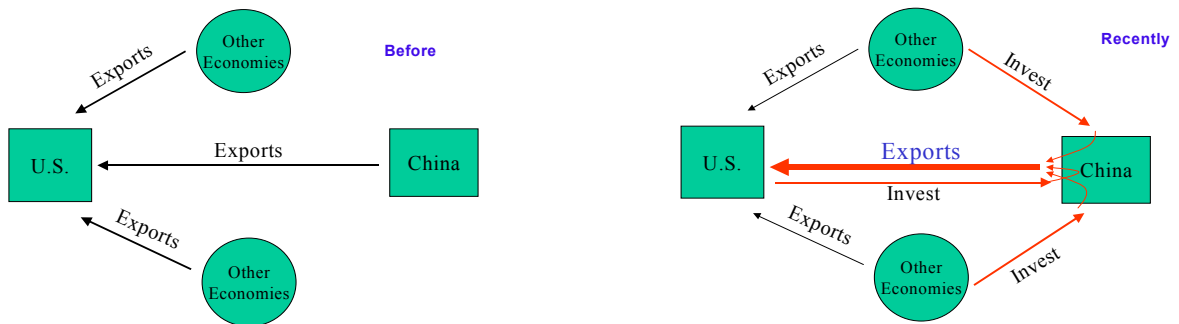 Other
Economies
Before
Exports
U.S.
Exports
China
Exports
Other
Economies
Other
Economies
Recently
Exports
Invest
U.S.
Exports
China
Invest
Exports
Other
Economies
Invest